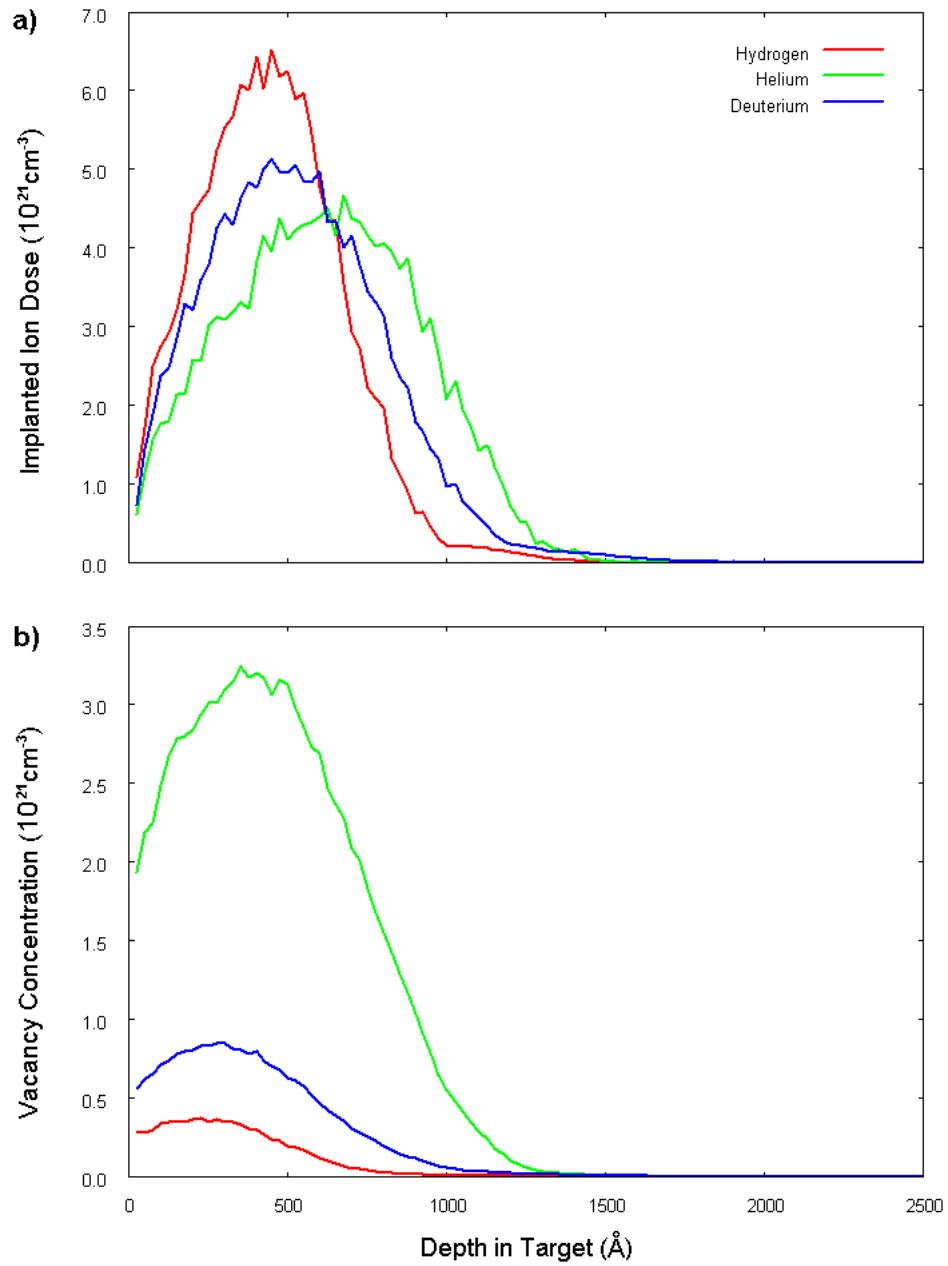 a)
7.0
6.0
5.0
4.0
3.0
2.0
1.0
0.0
Implanted Ion Dose (10²¹cm⁻³)
Hydrogen
Helium
Deuterium
b)
3.5
3.0
2.5
2.0
1.5
1.0
0.5
0.0
Vacancy Concentration (10²¹cm⁻³)
0 500 1000 1500 2000 2500
Depth in Target (Å)